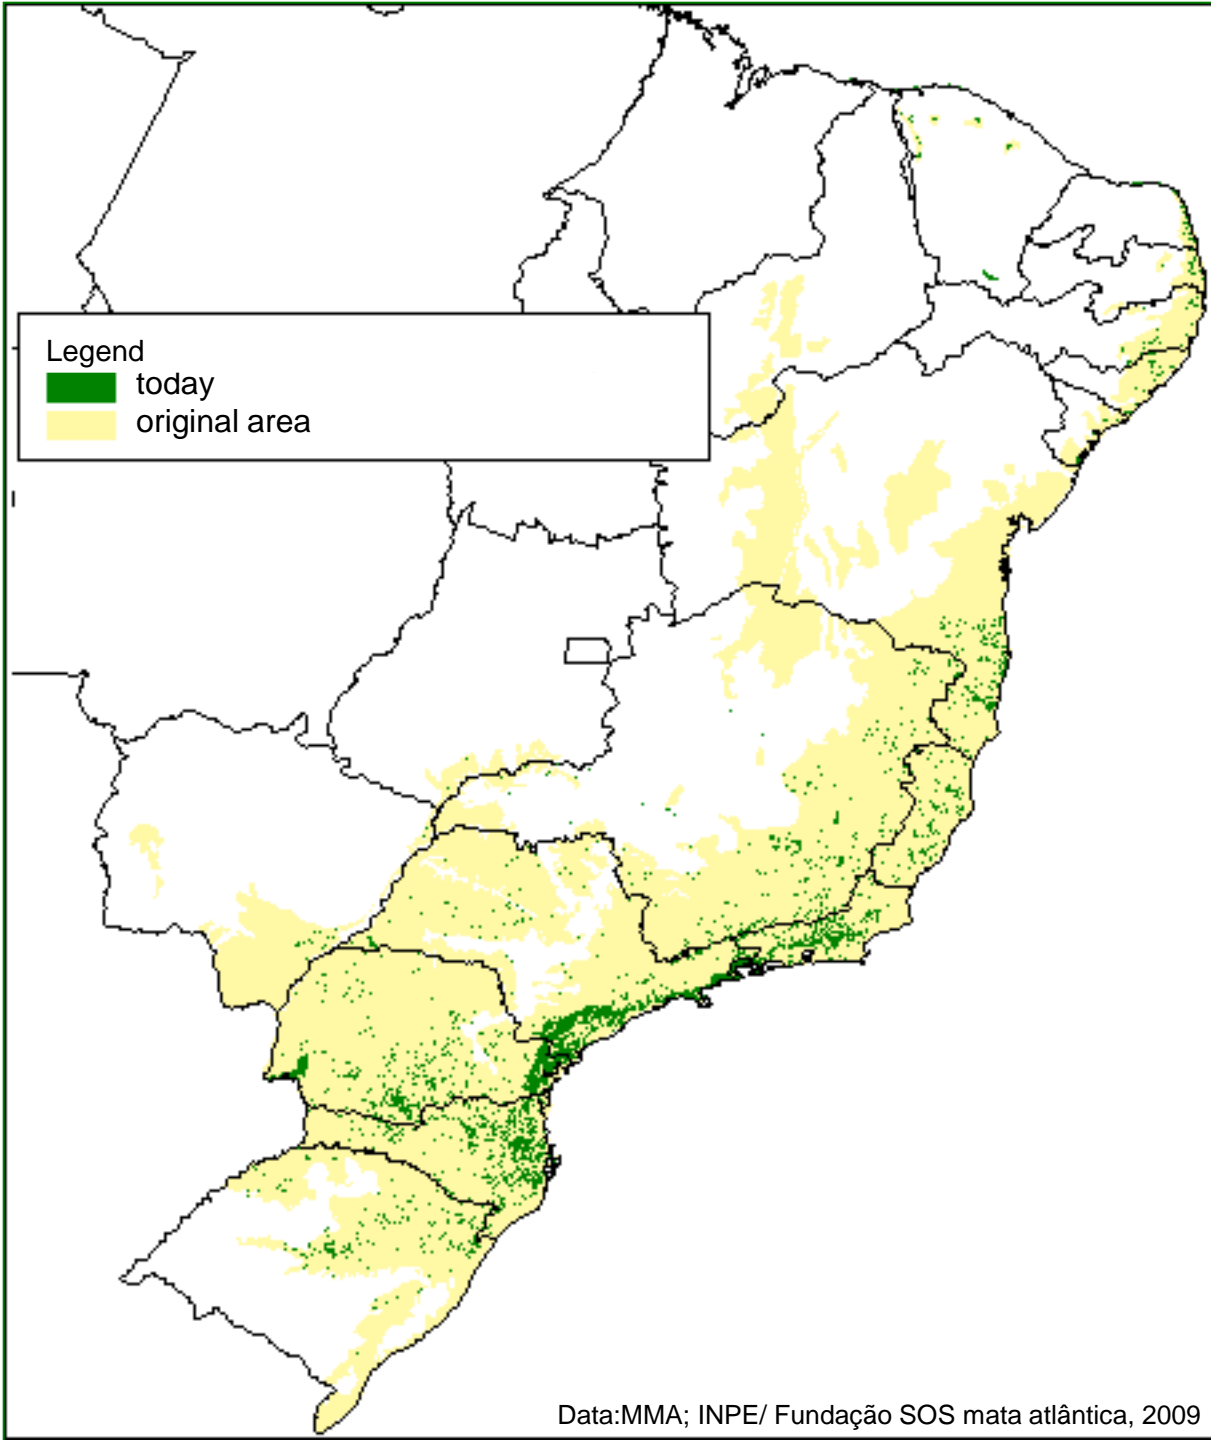 Legend
today
original area
Data:MMA; INPE/ Fundação SOS mata atlântica, 2009